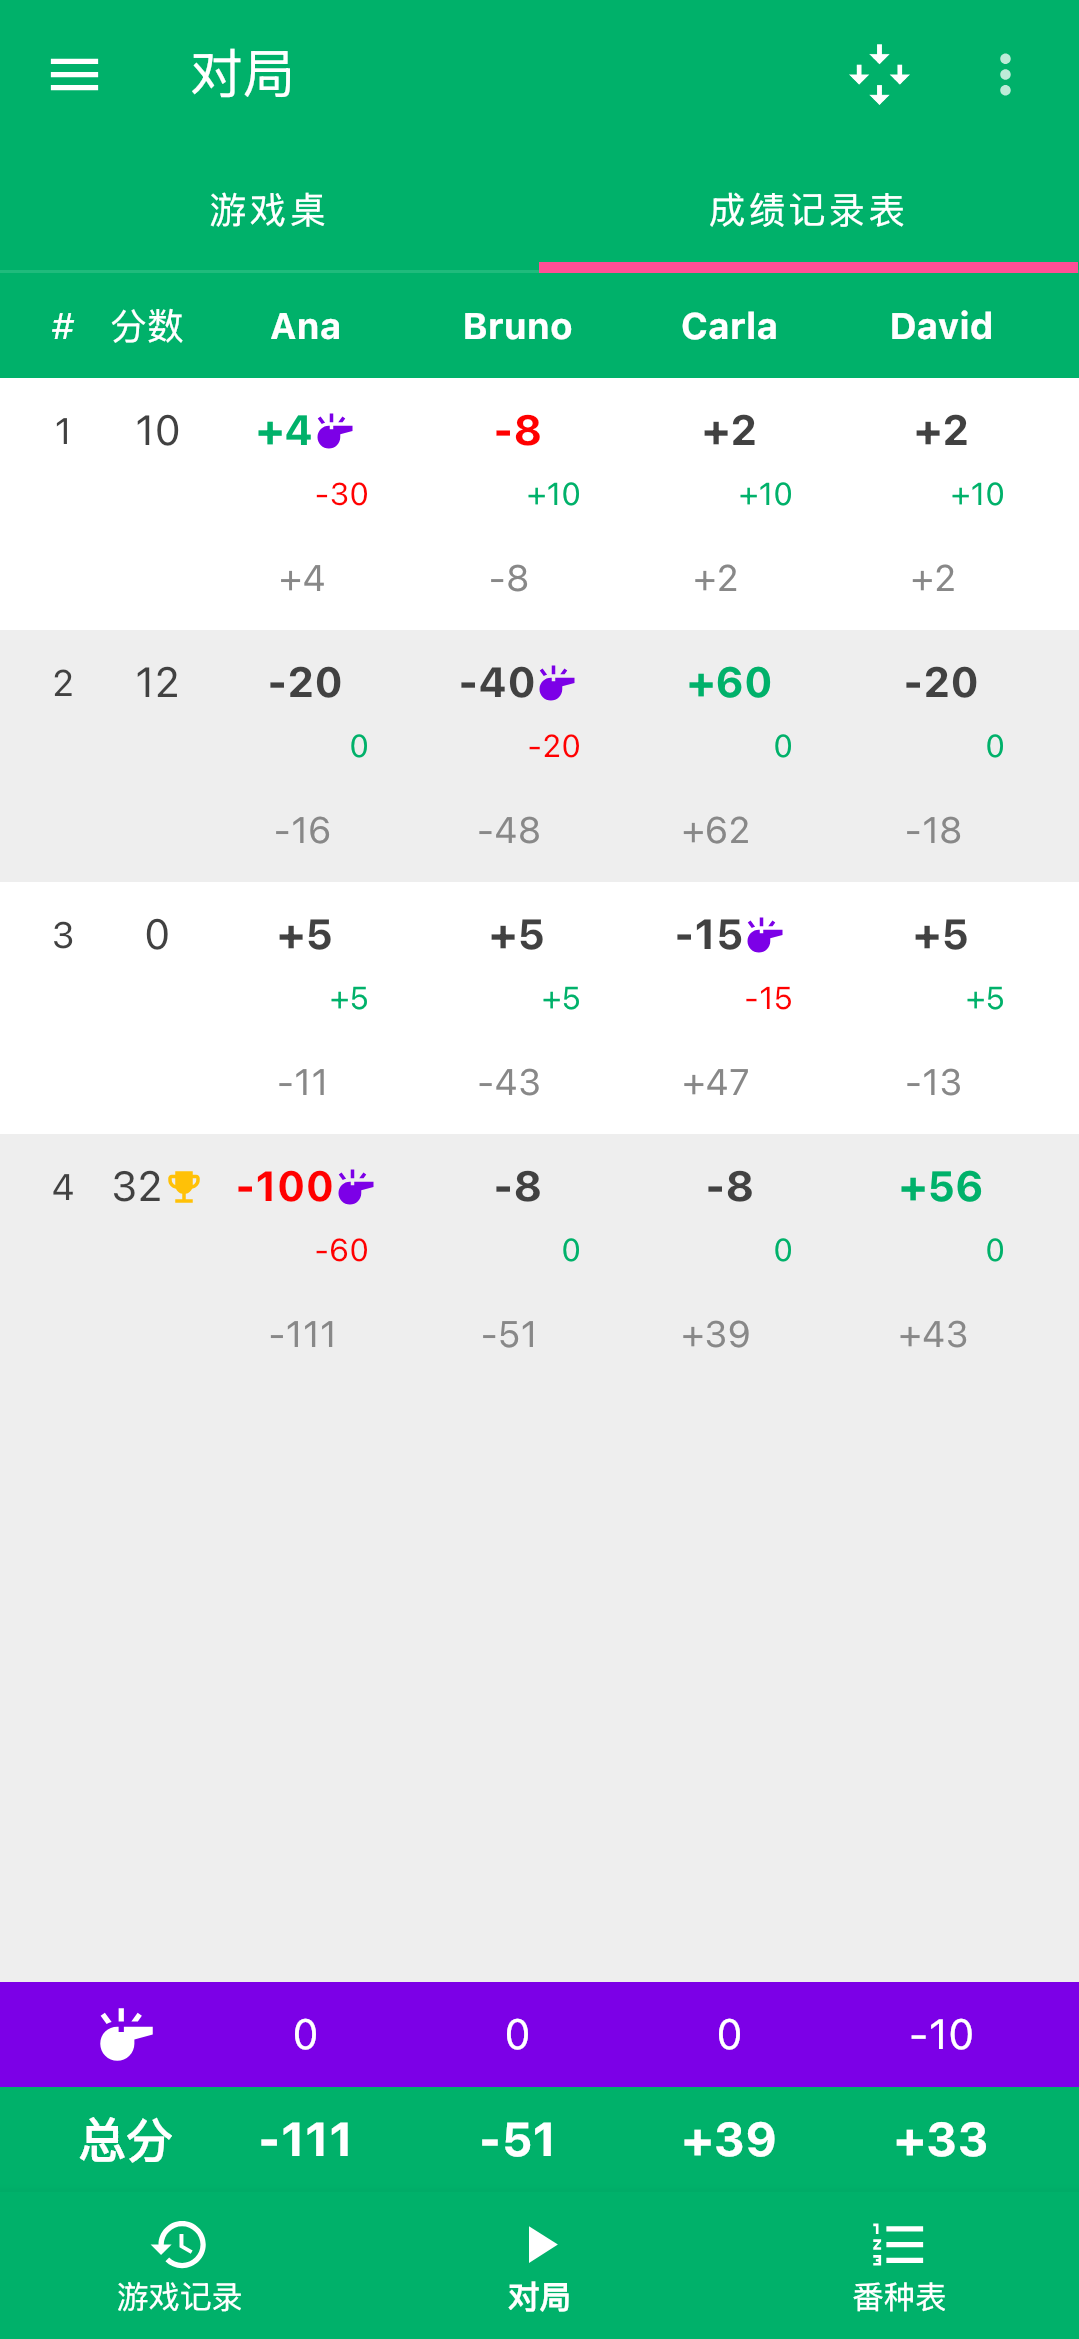 对局
游戏桌 成绩记录表
# 分数 Ana Bruno Carla David
1 10 +4 -8 +2 +2
-30 +10 +10 +10
+4 -8 +2 +2
2 12 -20 -40 +60 -20
0 -20 0 0
-16 -48 +62 -18
3 0 +5 +5 -15 +5
+5 +5 -15 +5
-11 -43 +47 -13
4 32 -100 -8 -8 +56
-60 0 0 0
-111 -51 +39 +43
0 0 0 -10
总分 -111 -51 +39 +33
游戏记录 对局 番种表